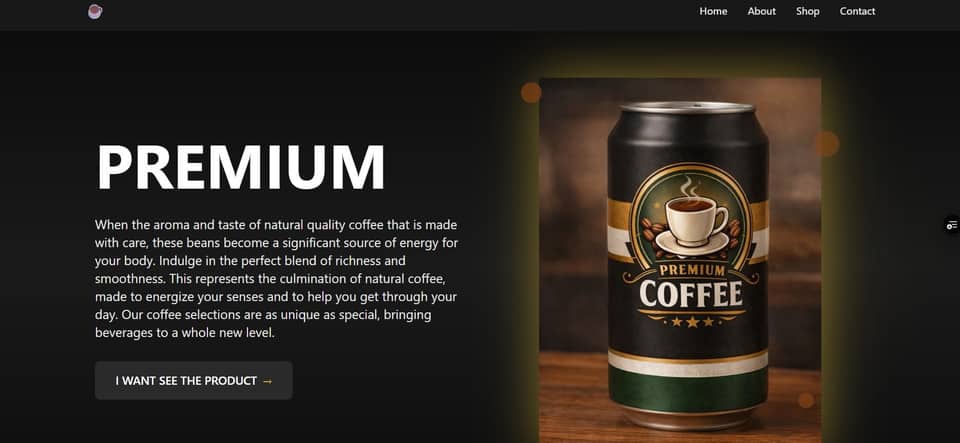 Home About Shop Contact
PREMIUM
When the aroma and taste of natural quality coffee that is made
with care, these beans become a significant source of energy for
your body. Indulge in the perfect blend of richness and
smoothness. This represents the culmination of natural coffee,
made to energize your senses and to help you get through your
day. Our coffee selections are as unique as special, bringing
beverages to a whole new level.
I WANT SEE THE PRODUCT →
PREMIUM
COFFEE